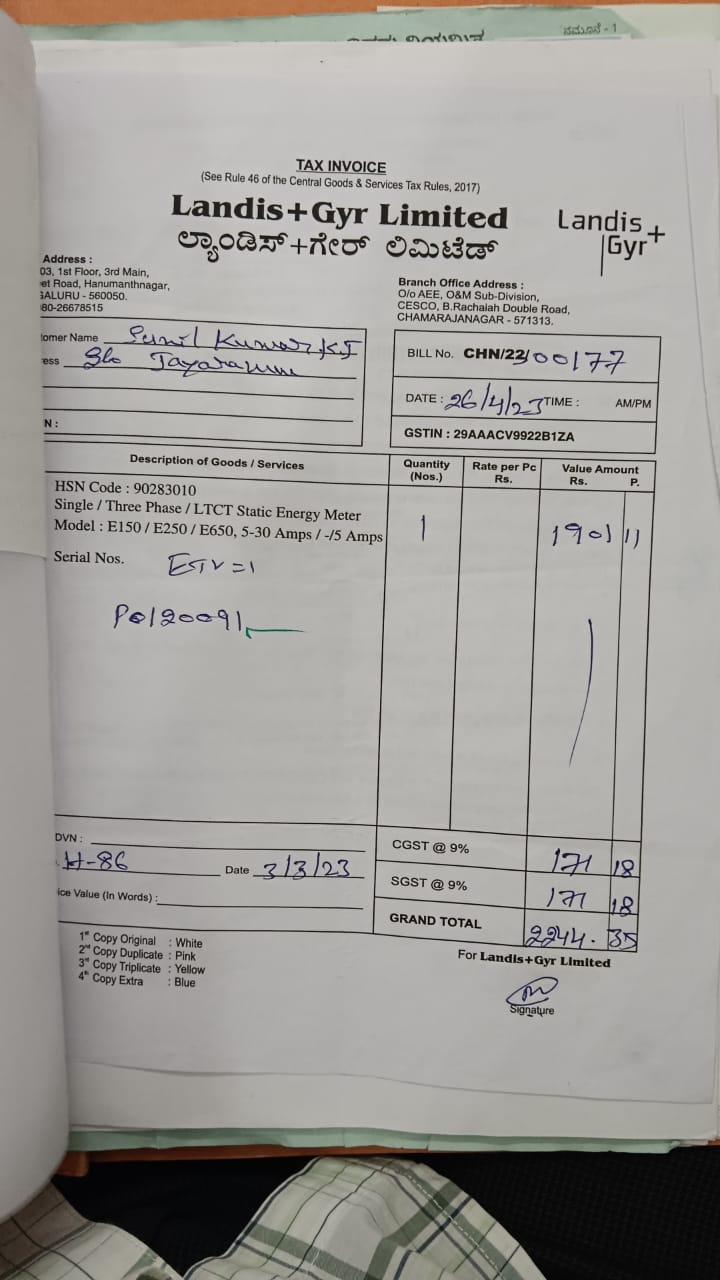 ನಮೂನೆ - 1
TAX INVOICE
(See Rule 46 of the Central Goods & Services Tax Rules, 2017)
Landis+Gyr Limited
ಲ್ಯಾಂಡಿಸ್+ಗೇರ್ ಲಿಮಿಟೆಡ್
Landis+
Gyr
Address :
03, 1st Floor, 3rd Main,
et Road, Hanumanthnagar,
GALURU - 560050.
80-26678515
Branch Office Address :
O/o AEE, O&M Sub-Division,
CESCO, B.Rachaiah Double Road,
CHAMARAJANAGAR - 571313.
tomer Name Sunil Kumar.K.J
ess S/o Jayaramu
N :
BILL No. CHN/22/00177
DATE : 26/4/23 TIME : AM/PM
GSTIN : 29AAACV9922B1ZA
Description of Goods / Services Quantity (Nos.) Rate per Pc Rs. Value Amount Rs. P.
HSN Code : 90283010
Single / Three Phase / LTCT Static Energy Meter
Model : E150 / E250 / E650, 5-30 Amps / -/5 Amps 1 1901 11
Serial Nos.
P0120091
DVN :
H-86 Date 3/3/23
ice Value (In Words) :
CGST @ 9% 171 18
SGST @ 9% 171 18
GRAND TOTAL 2244.35
1st Copy Original : White
2nd Copy Duplicate : Pink
3rd Copy Triplicate : Yellow
4th Copy Extra : Blue
For Landis+Gyr Limited
Signature